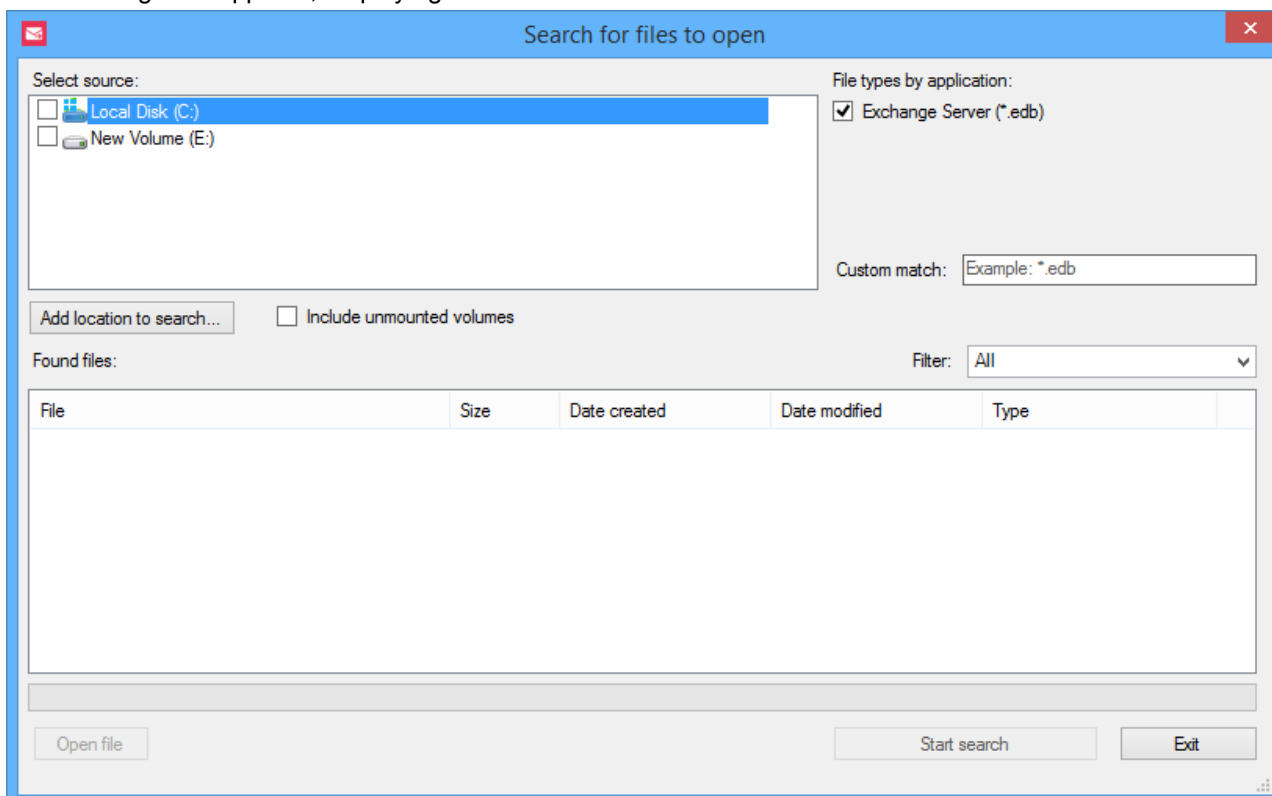 Search for files to open
Select source:
File types by application:
Local Disk (C:)
Exchange Server (*.edb)
New Volume (E:)
Custom match:
Example: *.edb
Add location to search...
Include unmounted volumes
Found files:
Filter:
All
File
Size
Date created
Date modified
Type
Open file
Start search
Exit